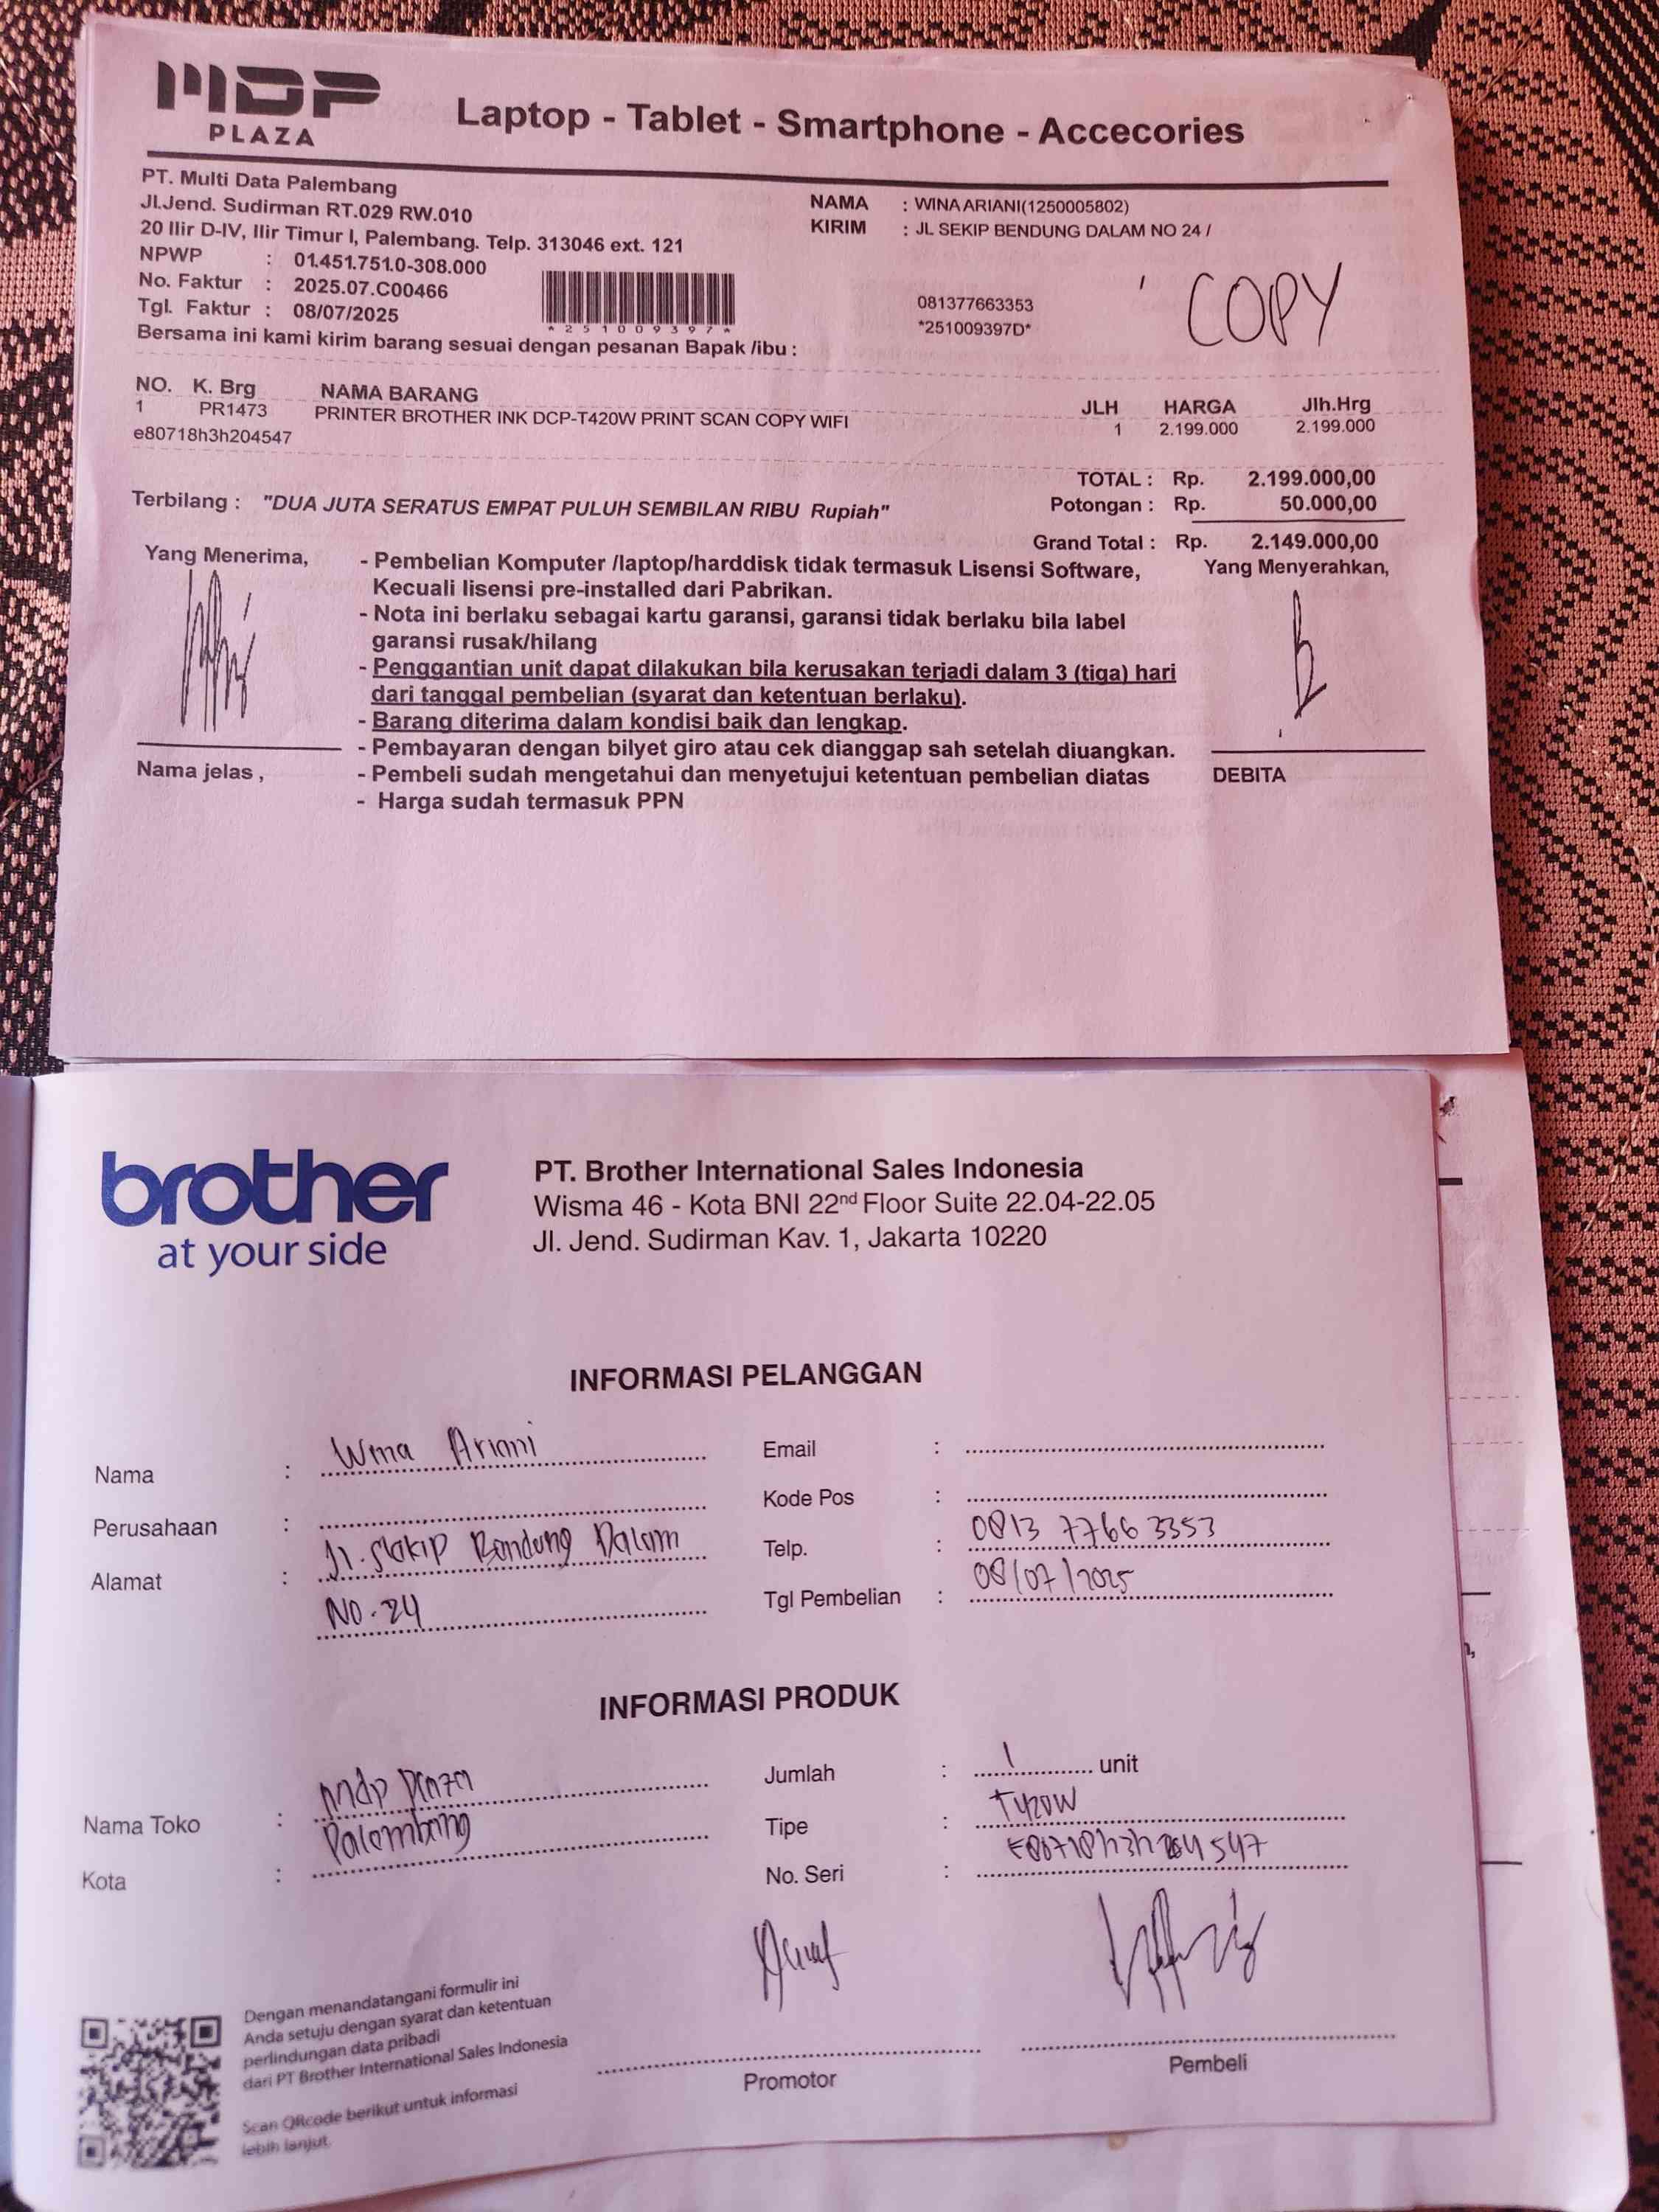 MDP
PLAZA
Laptop - Tablet - Smartphone - Accecories
PT. Multi Data Palembang
Jl.Jend. Sudirman RT.029 RW.010
20 Ilir D-IV, Ilir Timur I, Palembang. Telp. 313046 ext. 121
NPWP : 01.451.751.0-308.000
No. Faktur : 2025.07.C00466
Tgl. Faktur : 08/07/2025
*251009397*
NAMA : WINA ARIANI(1250005802)
KIRIM : JL SEKIP BENDUNG DALAM NO 24 /
081377663353
*251009397D*
COPY
Bersama ini kami kirim barang sesuai dengan pesanan Bapak /ibu :
NO. K. Brg NAMA BARANG JLH HARGA Jlh.Hrg
1 PR1473 PRINTER BROTHER INK DCP-T420W PRINT SCAN COPY WIFI 1 2.199.000 2.199.000
e80718h3h204547
TOTAL : Rp. 2.199.000,00
Terbilang : "DUA JUTA SERATUS EMPAT PULUH SEMBILAN RIBU Rupiah"
Potongan : Rp. 50.000,00
Grand Total : Rp. 2.149.000,00
Yang Menerima,
Yang Menyerahkan,
- Pembelian Komputer /laptop/harddisk tidak termasuk Lisensi Software,
Kecuali lisensi pre-installed dari Pabrikan.
- Nota ini berlaku sebagai kartu garansi, garansi tidak berlaku bila label
garansi rusak/hilang
- Penggantian unit dapat dilakukan bila kerusakan terjadi dalam 3 (tiga) hari
dari tanggal pembelian (syarat dan ketentuan berlaku).
- Barang diterima dalam kondisi baik dan lengkap.
- Pembayaran dengan bilyet giro atau cek dianggap sah setelah diuangkan.
- Pembeli sudah mengetahui dan menyetujui ketentuan pembelian diatas
- Harga sudah termasuk PPN
Nama jelas ,
DEBITA
brother
at your side
PT. Brother International Sales Indonesia
Wisma 46 - Kota BNI 22nd Floor Suite 22.04-22.05
Jl. Jend. Sudirman Kav. 1, Jakarta 10220
INFORMASI PELANGGAN
Nama : Wina Ariani
Perusahaan :
Alamat : Jl. Sekip Bendung Dalam
No. 24
Email :
Kode Pos :
Telp. : 0813 7766 3353
Tgl Pembelian : 08/07/2025
INFORMASI PRODUK
Nama Toko : Mdp Plaza
Kota : Palembang
Jumlah : 1 unit
Tipe : T420W
No. Seri : E80718h3h204547
Dengan menandatangani formulir ini
Anda setuju dengan syarat dan ketentuan
perlindungan data pribadi
dari PT Brother International Sales Indonesia
Scan QRcode berikut untuk informasi
lebih lanjut.
Promotor
Pembeli